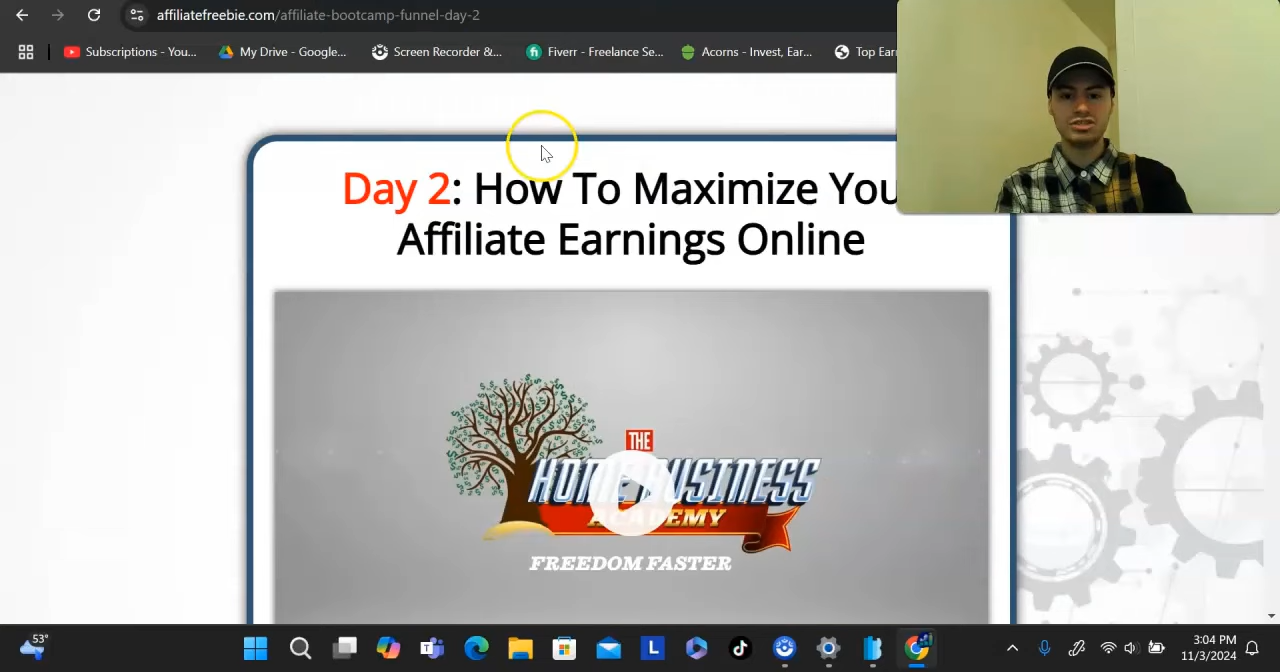 affiliatefreebie.com/affiliate-bootcamp-funnel-day-2
Subscriptions - You... My Drive - Google... Screen Recorder &... Fiverr - Freelance Se... Acorns - Invest, Ear... Top Earn
Day 2: How To Maximize You
Affiliate Earnings Online
THE
HOME BUSINESS
ACADEMY
FREEDOM FASTER
53°
3:04 PM
11/3/2024